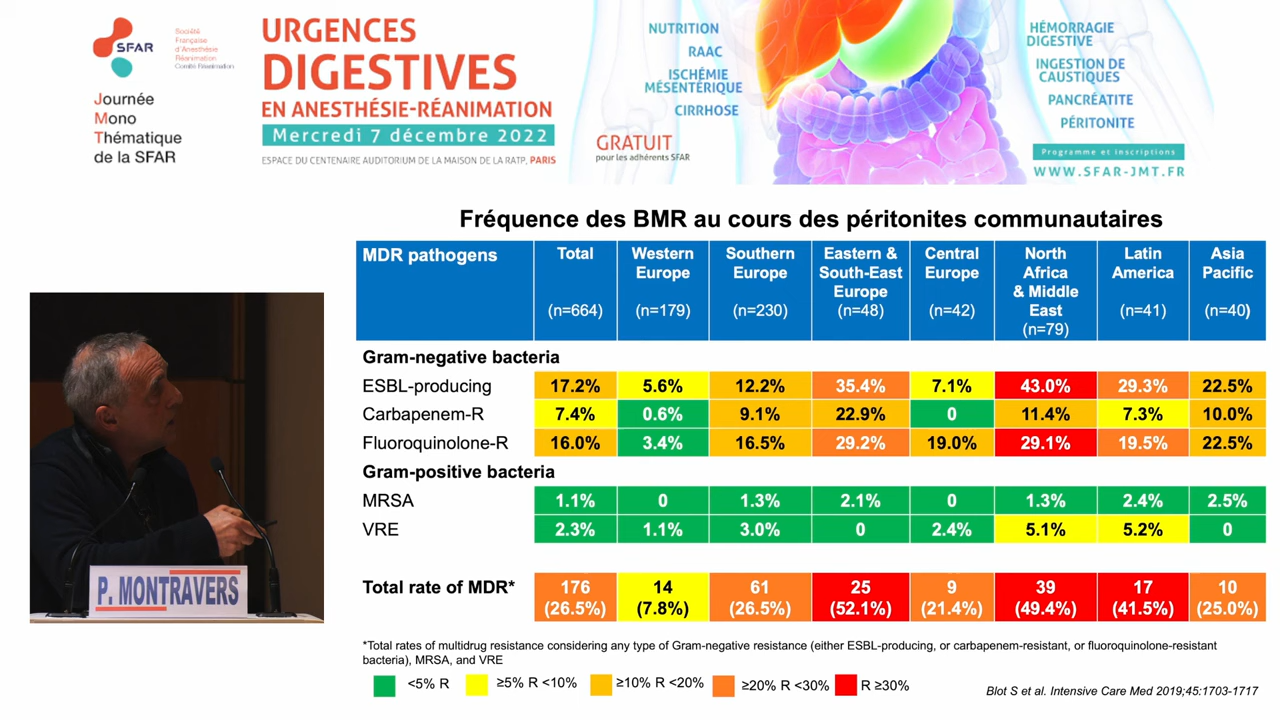 SFAR
Société
Française
d'Anesthésie
Réanimation
Comité Réanimation
Journée
Mono
Thématique
de la SFAR
URGENCES
DIGESTIVES
EN ANESTHÉSIE-RÉANIMATION
Mercredi 7 décembre 2022
ESPACE DU CENTENAIRE AUDITORIUM DE LA MAISON DE LA RATP, PARIS
NUTRITION
RAAC
ISCHÉMIE
MÉSENTÉRIQUE
CIRRHOSE
GRATUIT
pour les adhérents SFAR
HÉMORRAGIE
DIGESTIVE
INGESTION DE
CAUSTIQUES
PANCRÉATITE
PÉRITONITE
Programme et inscriptions
WWW.SFAR-JMT.FR
Fréquence des BMR au cours des péritonites communautaires
MDR pathogens Total (n=664) Western Europe (n=179) Southern Europe (n=230) Eastern & South-East Europe (n=48) Central Europe (n=42) North Africa & Middle East (n=79) Latin America (n=41) Asia Pacific (n=40)
Gram-negative bacteria
ESBL-producing 17.2% 5.6% 12.2% 35.4% 7.1% 43.0% 29.3% 22.5%
Carbapenem-R 7.4% 0.6% 9.1% 22.9% 0 11.4% 7.3% 10.0%
Fluoroquinolone-R 16.0% 3.4% 16.5% 29.2% 19.0% 29.1% 19.5% 22.5%
Gram-positive bacteria
MRSA 1.1% 0 1.3% 2.1% 0 1.3% 2.4% 2.5%
VRE 2.3% 1.1% 3.0% 0 2.4% 5.1% 5.2% 0
Total rate of MDR* 176 14 61 25 9 39 17 10
(26.5%) (7.8%) (26.5%) (52.1%) (21.4%) (49.4%) (41.5%) (25.0%)
*Total rates of multidrug resistance considering any type of Gram-negative resistance (either ESBL-producing, or carbapenem-resistant, or fluoroquinolone-resistant
bacteria), MRSA, and VRE
<5% R ≥5% R <10% ≥10% R <20% ≥20% R <30% R ≥30%
Blot S et al. Intensive Care Med 2019;45:1703-1717
P. MONTRAVERS